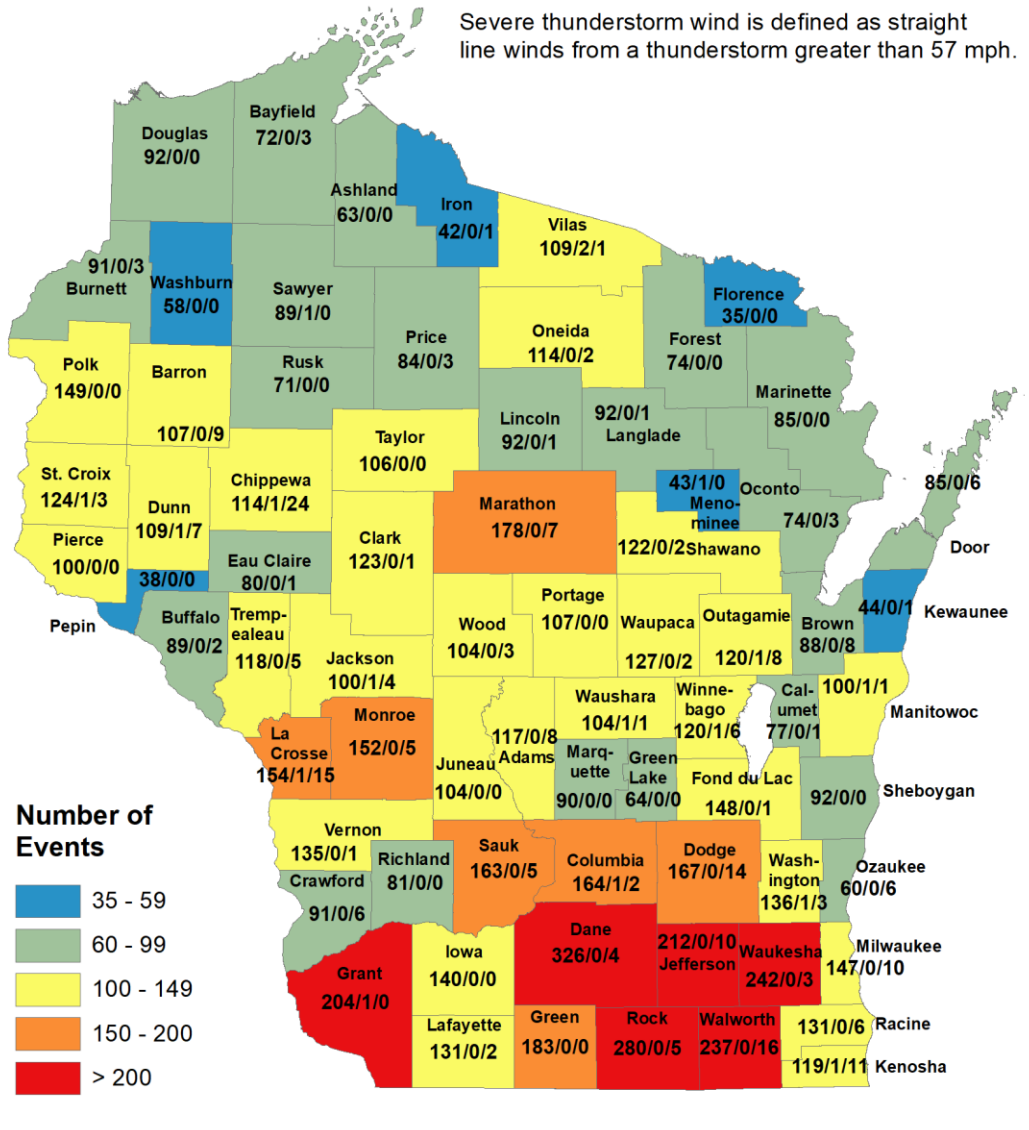 Severe thunderstorm wind is defined as straight
line winds from a thunderstorm greater than 57 mph.
Bayfield
72/0/3
Douglas
92/0/0
Ashland
63/0/0
Iron
42/0/1
Vilas
109/2/1
91/0/3
Burnett
Washburn
58/0/0
Sawyer
89/1/0
Florence
35/0/0
Price
84/0/3
Oneida
114/0/2
Forest
74/0/0
Polk
149/0/0
Barron
107/0/9
Rusk
71/0/0
Marinette
85/0/0
Lincoln
92/0/1
92/0/1
Langlade
Taylor
106/0/0
St. Croix
124/1/3
Chippewa
114/1/24
Marathon
178/0/7
43/1/0
Meno-
minee
Oconto
74/0/3
85/0/6
Door
Dunn
109/1/7
Pierce
100/0/0
Clark
123/0/1
122/0/2
Shawano
Eau Claire
80/0/1
38/0/0
Pepin
Buffalo
89/0/2
Tremp-
ealeau
118/0/5
Jackson
100/1/4
Wood
104/0/3
Portage
107/0/0
Waupaca
127/0/2
Outagamie
120/1/8
Brown
88/0/8
44/0/1
Kewaunee
La
Crosse
154/1/15
Monroe
152/0/5
Juneau
104/0/0
117/0/8
Adams
Waushara
104/1/1
Winne-
bago
120/1/6
Cal-
umet
77/0/1
100/1/1
Manitowoc
Marq-
uette
90/0/0
Green
Lake
64/0/0
Fond du Lac
148/0/1
92/0/0
Sheboygan
Vernon
135/0/1
Richland
81/0/0
Sauk
163/0/5
Columbia
164/1/2
Dodge
167/0/14
Wash-
ington
136/1/3
Ozaukee
60/0/6
Crawford
91/0/6
Grant
204/1/0
Iowa
140/0/0
Dane
326/0/4
212/0/10
Jefferson
Waukesha
242/0/3
Milwaukee
147/0/10
Lafayette
131/0/2
Green
183/0/0
Rock
280/0/5
Walworth
237/0/16
131/0/6
Racine
119/1/11
Kenosha
Number of
Events
35 - 59
60 - 99
100 - 149
150 - 200
> 200